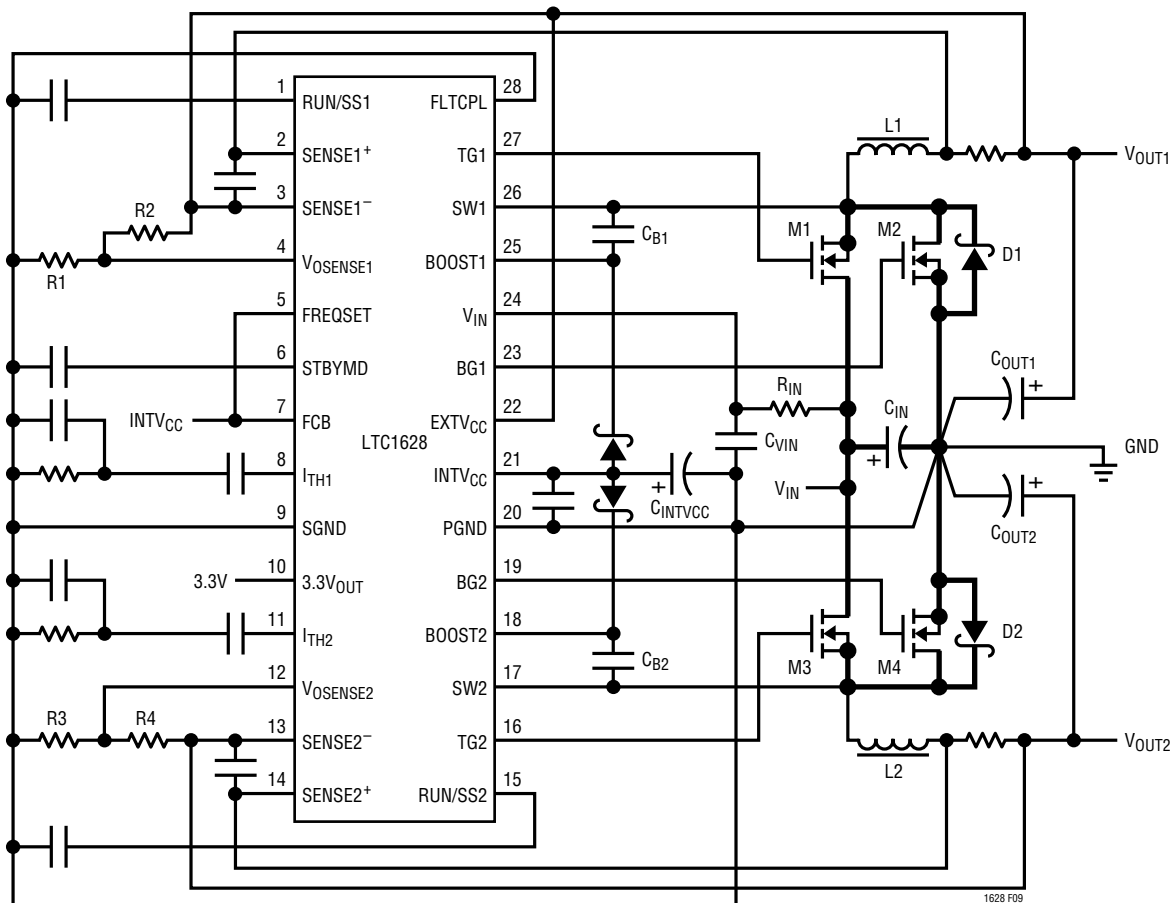 L1
1
RUN/SS1
FLTCPL
28
2
SENSE1+
TG1
27
VOUT1
3
SENSE1−
SW1
26
R2
CB1
M1
M2
D1
4
VOSENSE1
BOOST1
25
R1
5
FREQSET
VIN
24
6
STBYMD
BG1
23
COUT1
+
RIN
CIN
INTVCC
7
FCB
EXTVCC
22
LTC1628
CVIN
GND
8
ITH1
INTVCC
21
+
+
+
CINTVCC
VIN
COUT2
9
SGND
PGND
20
3.3V
10
3.3VOUT
BG2
19
11
ITH2
BOOST2
18
D2
CB2
M3
M4
12
VOSENSE2
SW2
17
R3
R4
13
SENSE2−
TG2
16
VOUT2
L2
14
SENSE2+
RUN/SS2
15
1628 F09